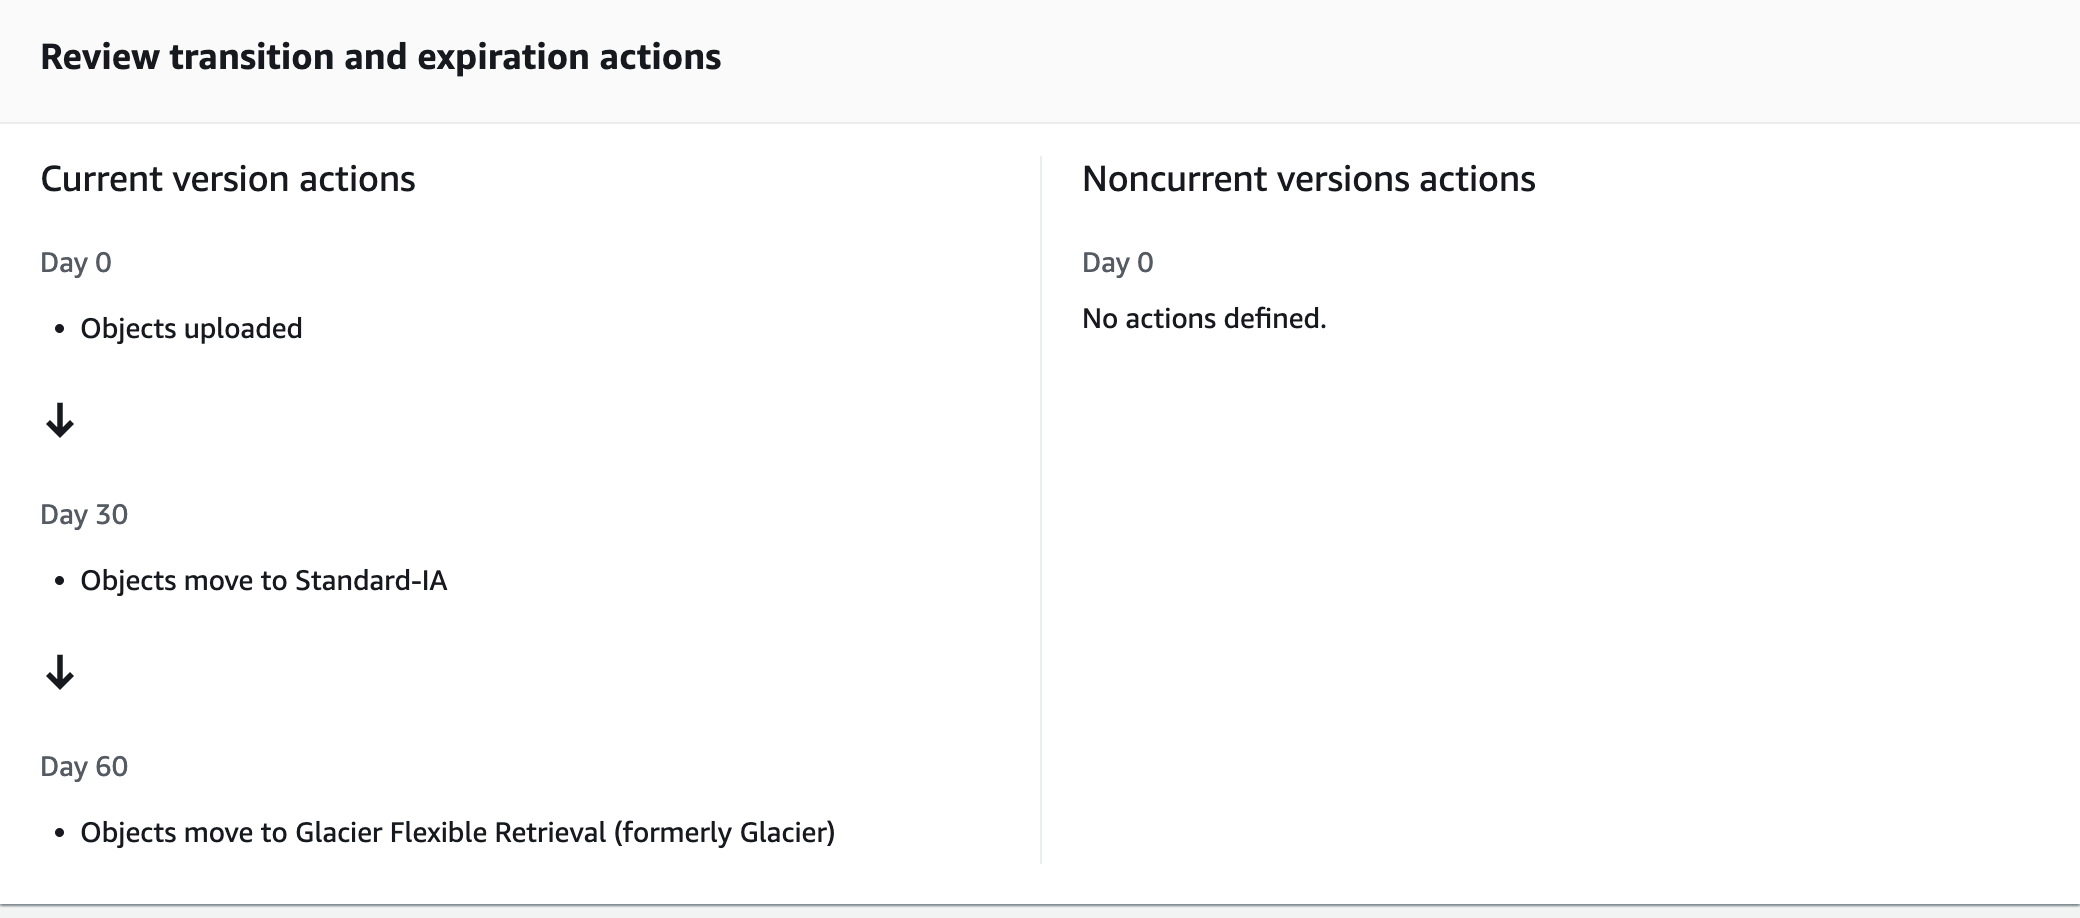 Review transition and expiration actions
Current version actions
Day 0
• Objects uploaded
Day 30
• Objects move to Standard-IA
Day 60
• Objects move to Glacier Flexible Retrieval (formerly Glacier)
Noncurrent versions actions
Day 0
No actions defined.